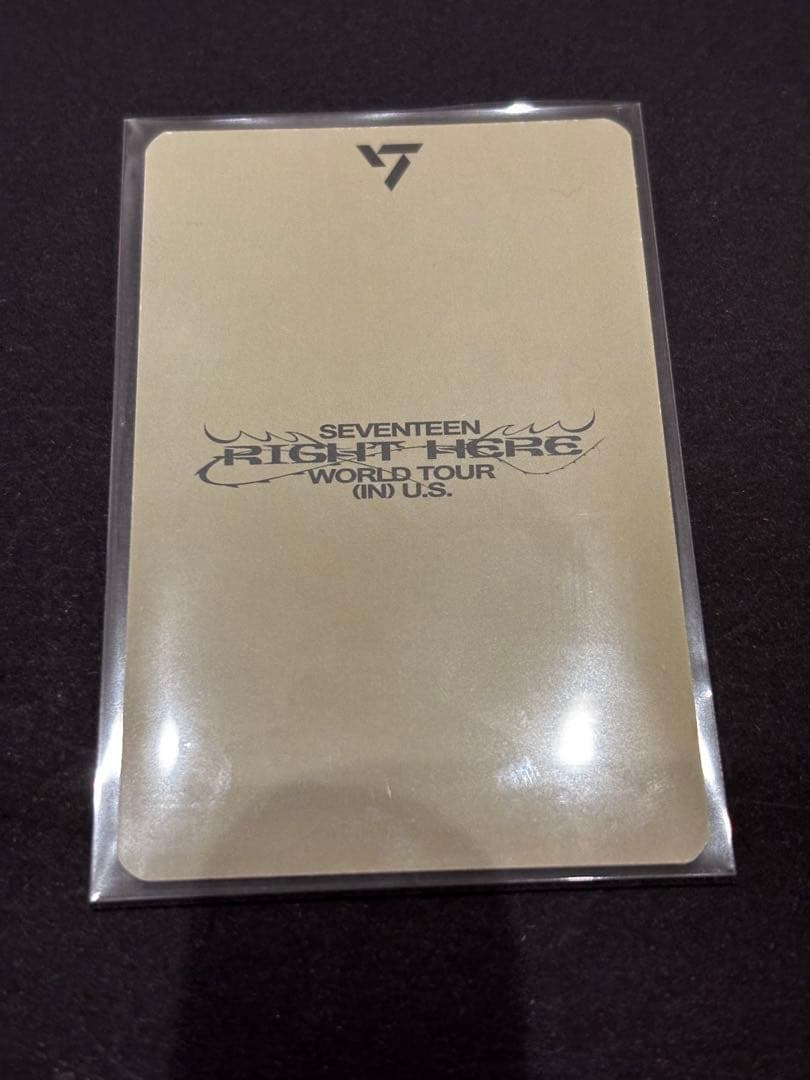 SEVENTEEN
RIGHT HERE
WORLD TOUR
(IN) U.S.